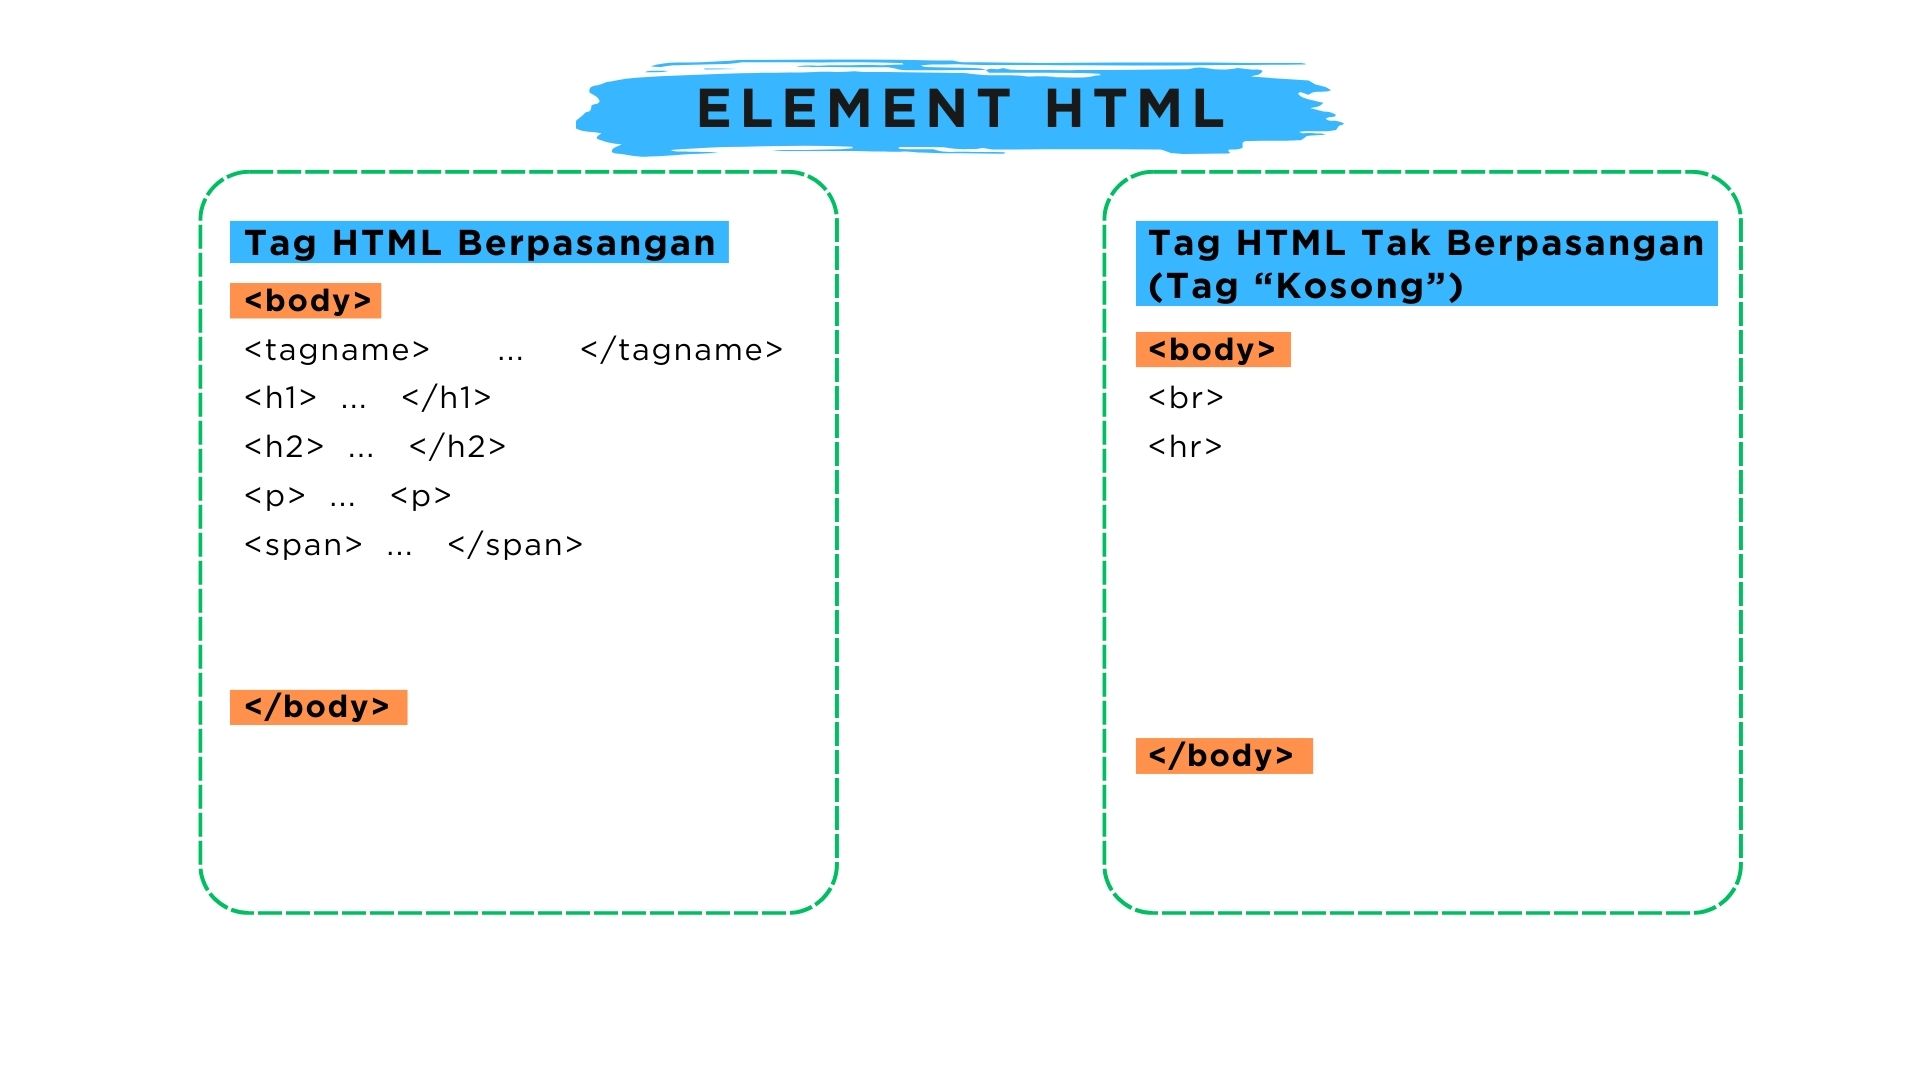 ELEMENT HTML
Tag HTML Berpasangan
<body>
<tagname> ... </tagname>
<h1> ... </h1>
<h2> ... </h2>
<p> ... <p>
<span> ... </span>
</body>
Tag HTML Tak Berpasangan
(Tag “Kosong”)
<body>
<br>
<hr>
</body>